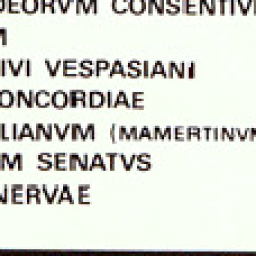 DEORVM CONSENTIV
M
IVI VESPASIANI
ONCORDIAE
LIANVM (MAMERTINVM
M SENATVS
NERVAE